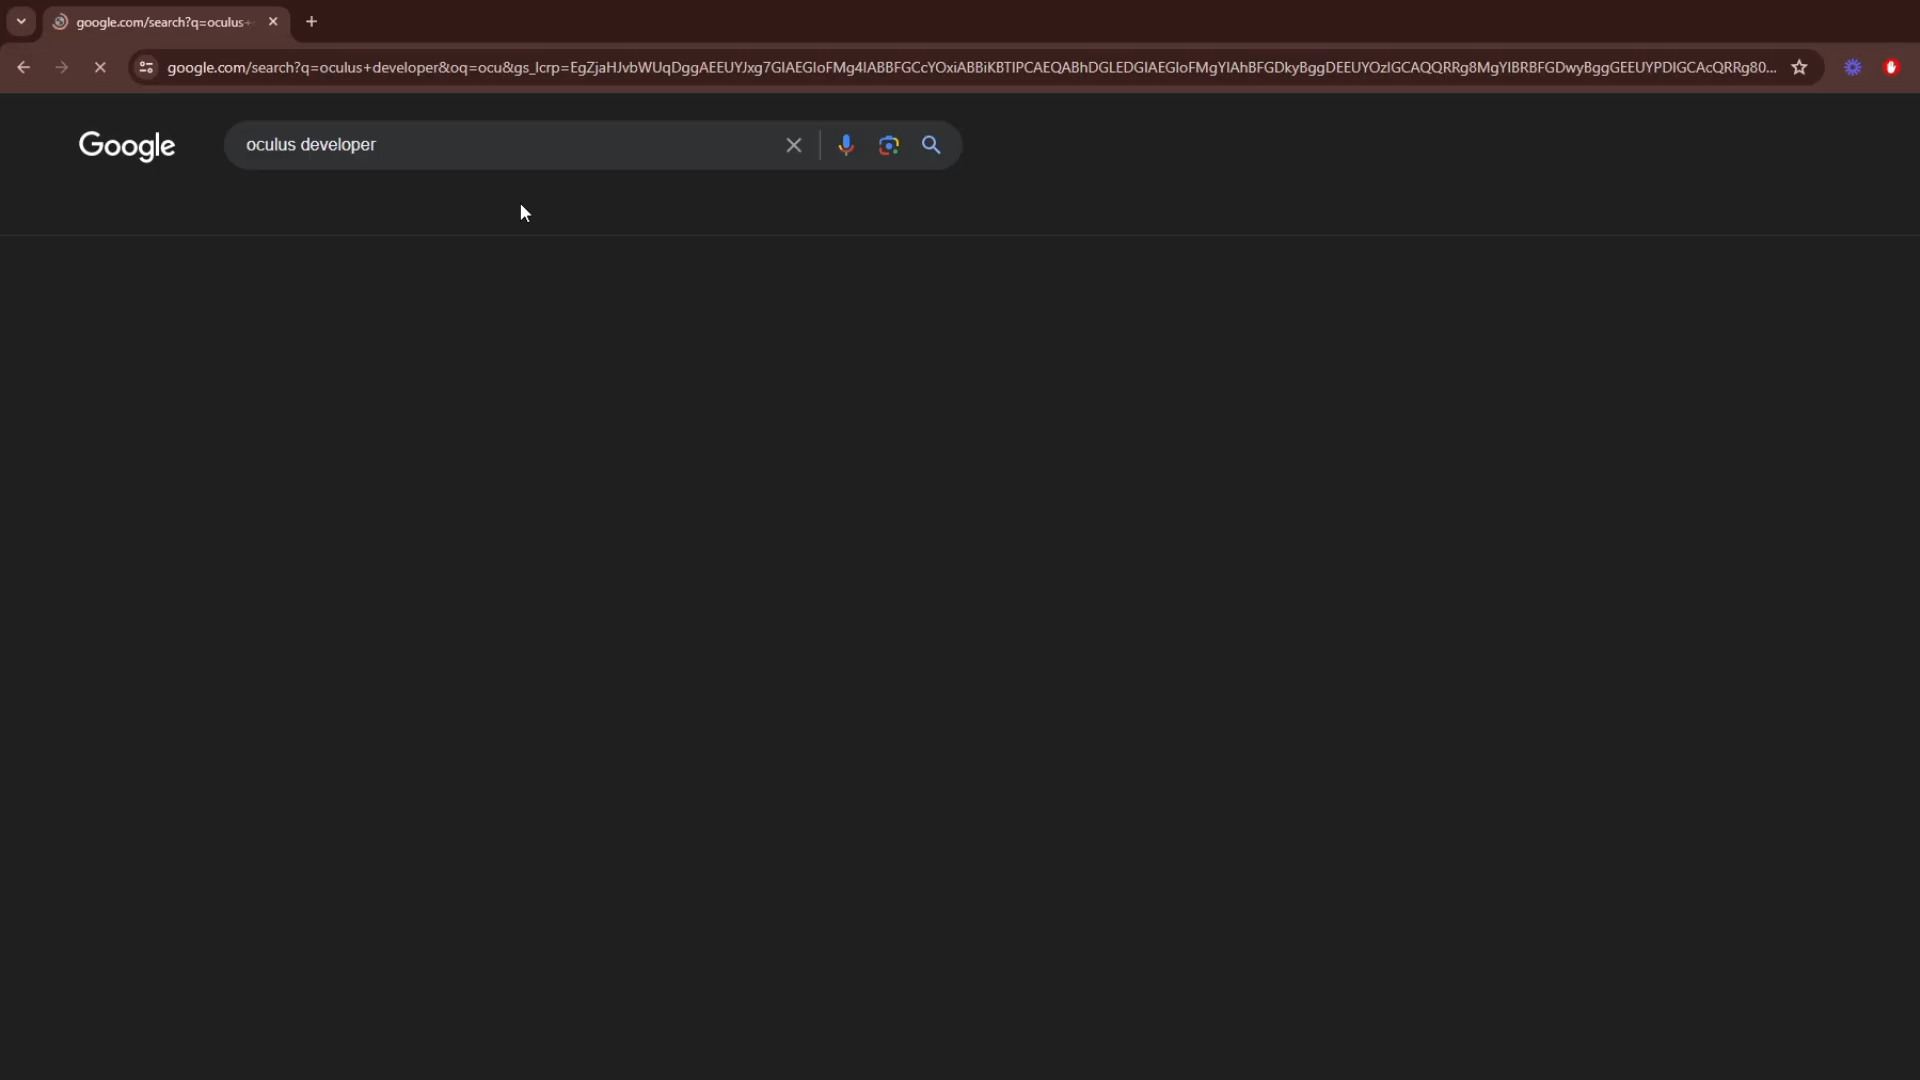 google.com/search?q=oculus+
google.com/search?q=oculus+developer&oq=ocu&gs_lcrp=EgZjaHJvbWUqDggAEEUYJxg7GIAEGIoFMg4IABBFGCcYOxiABBiKBTIPCAEQABhDGLEDGIAEGIoFMgYIAhBFGDkyBggDEEUYOzIGCAQQRRg8MgYIBRBFGDwyBggGEEUYPDIGCAcQRRg80...
Google
oculus developer